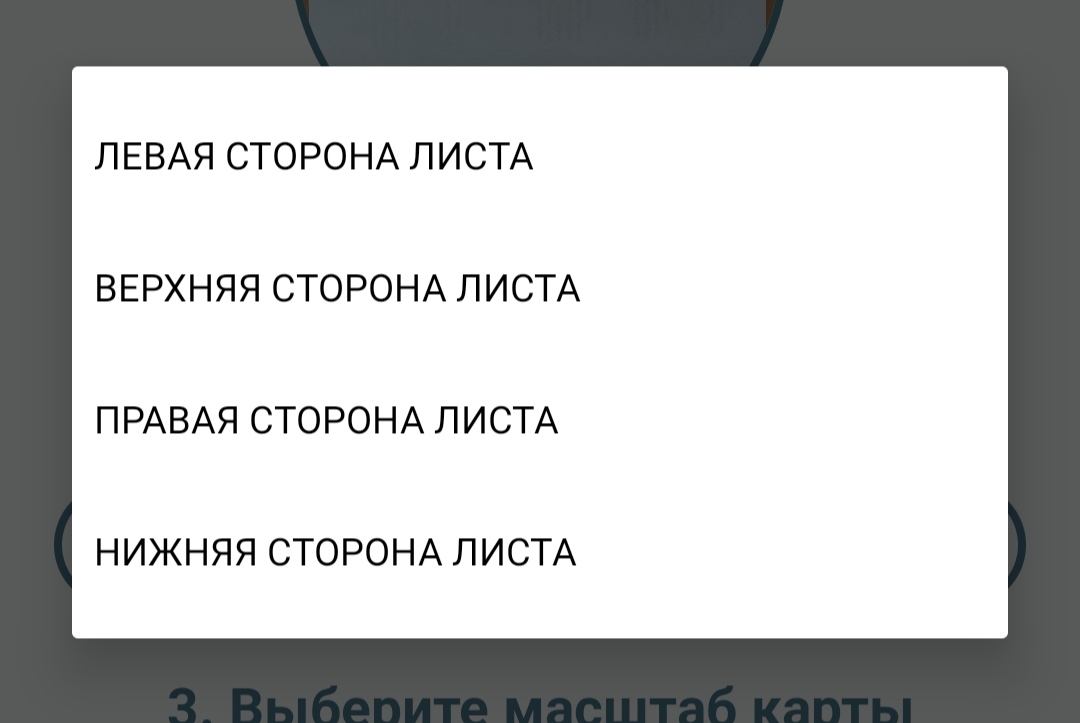 ЛЕВАЯ СТОРОНА ЛИСТА
ВЕРХНЯЯ СТОРОНА ЛИСТА
ПРАВАЯ СТОРОНА ЛИСТА
НИЖНЯЯ СТОРОНА ЛИСТА
3. Выберите масштаб карты